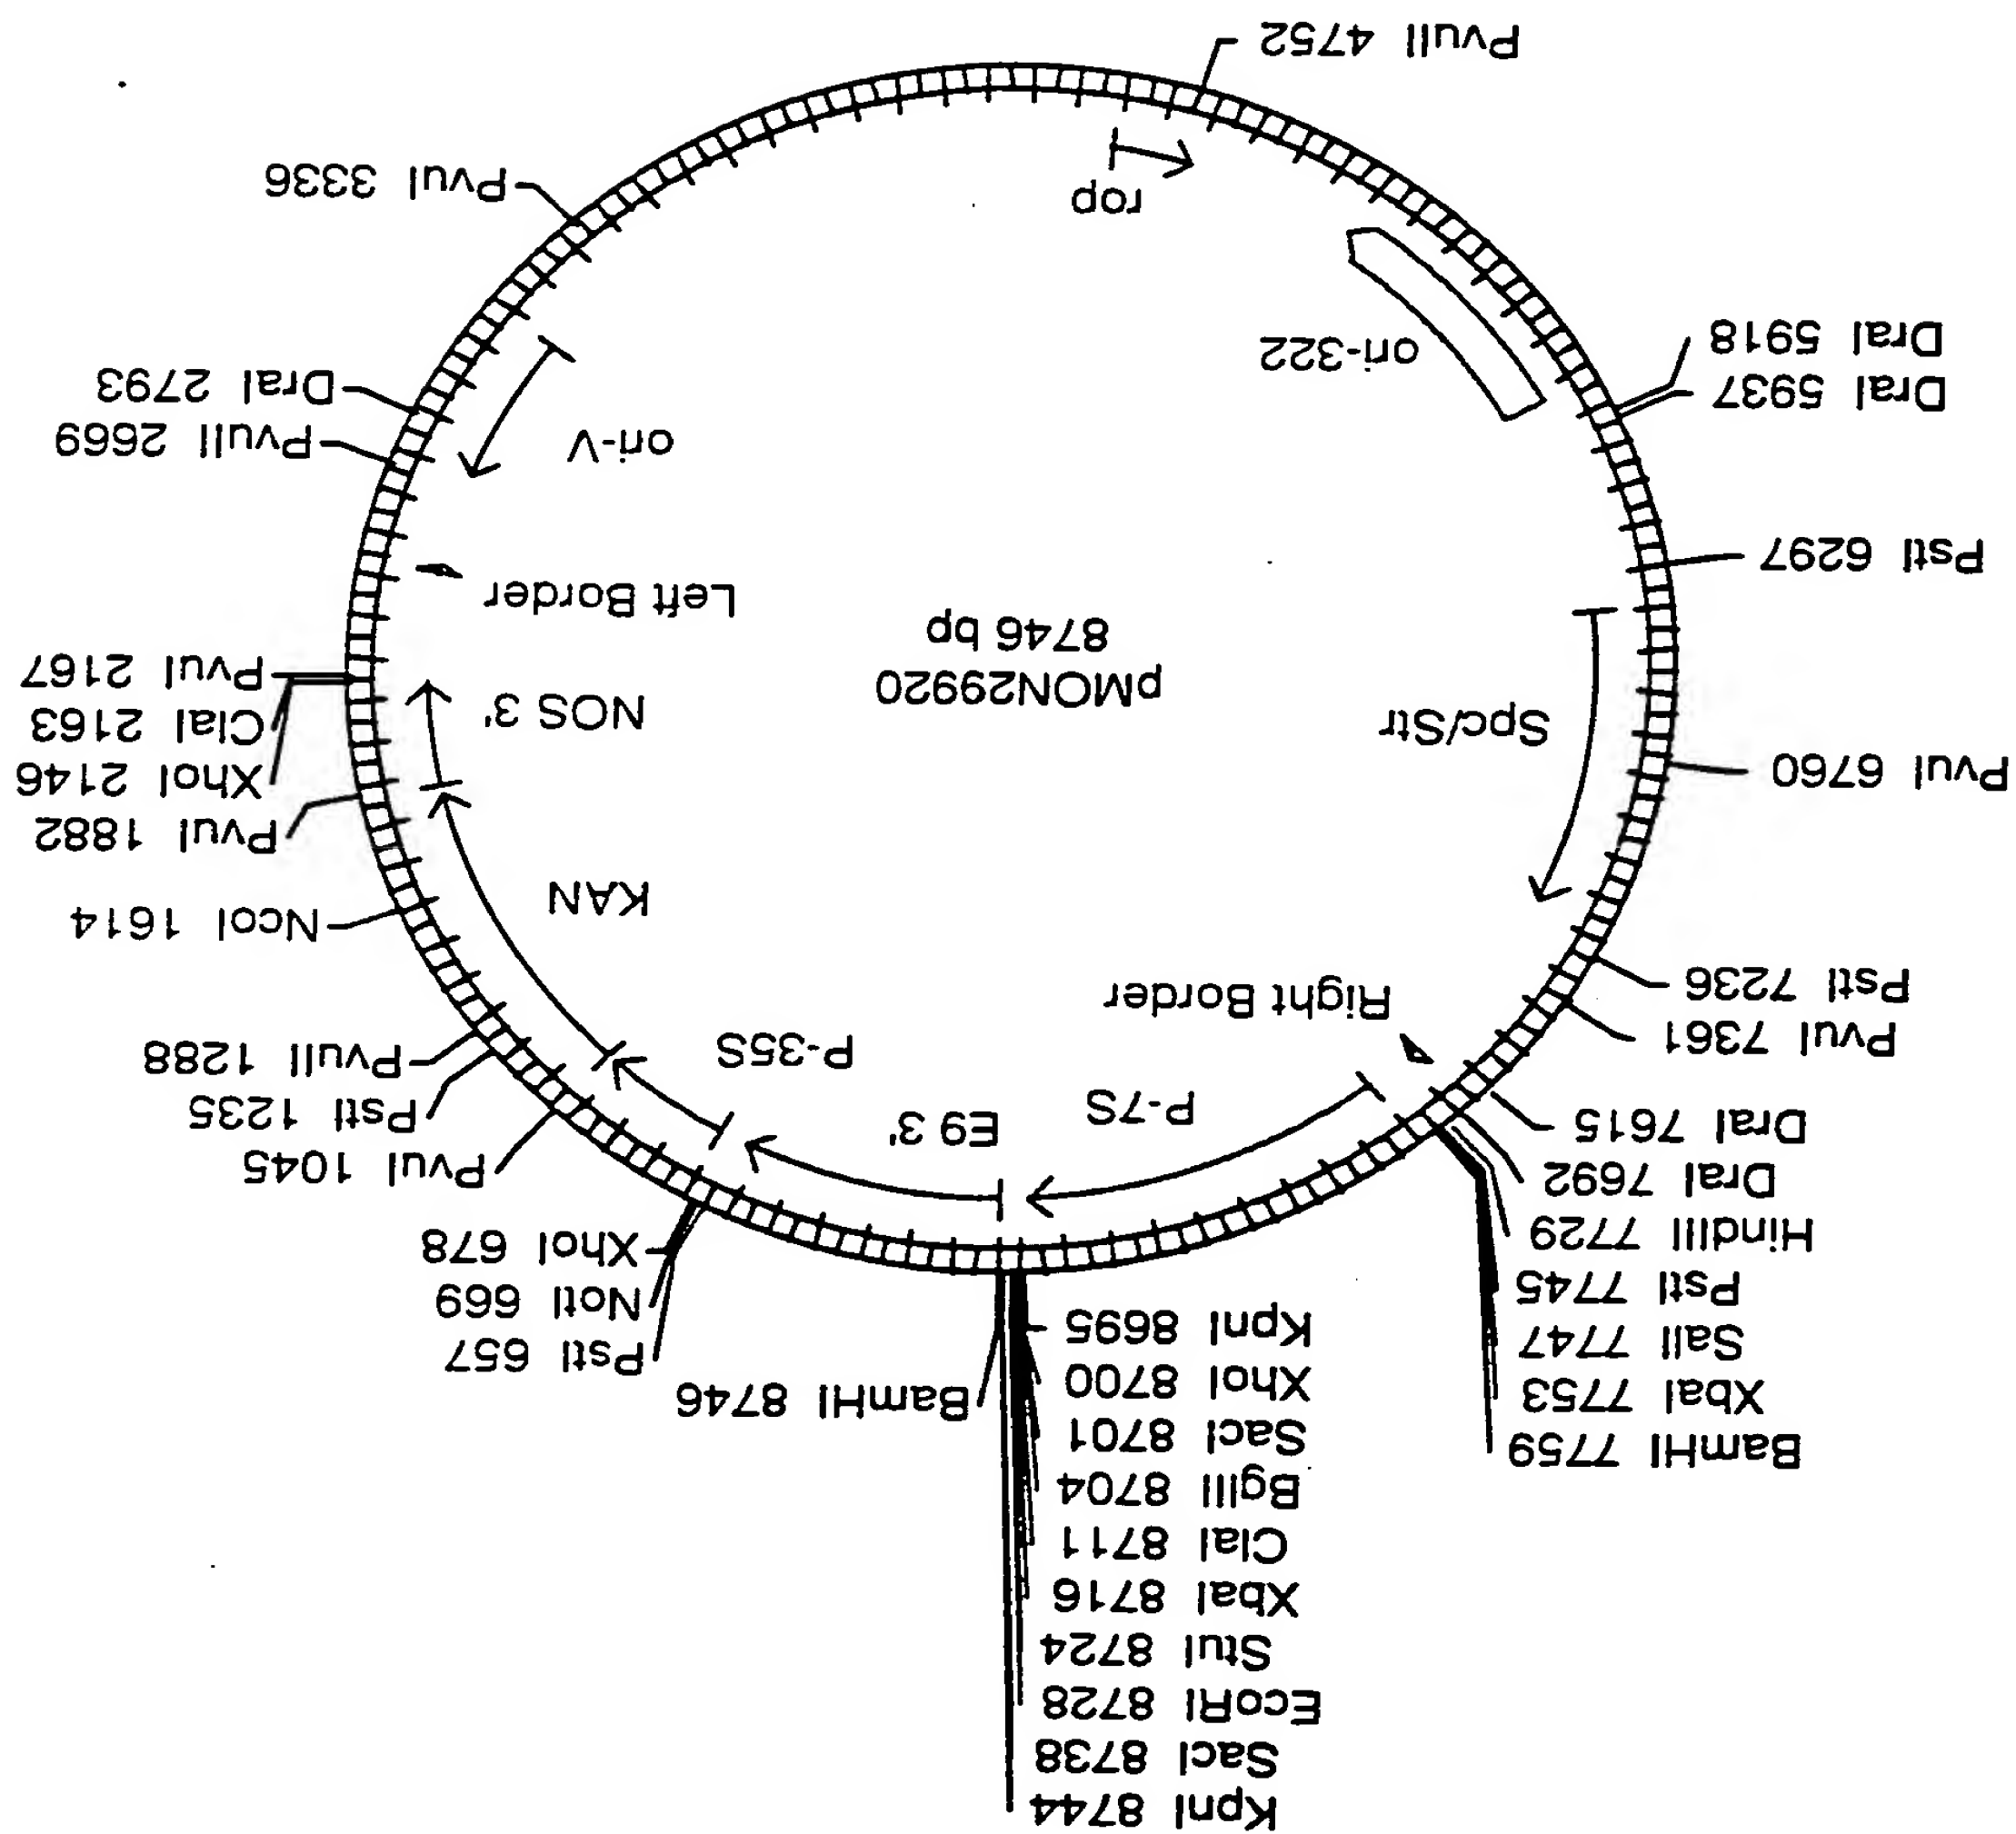 KpnI 8744
SacI 8738
EcoRI 8728
StuI 8724
XbaI 8716
ClaI 8711
BglII 8704
SacI 8701
XhoI 8700
KpnI 8695
BamHI 7759
XbaI 7753
SalI 7747
PstI 7745
HindIII 7729
DraI 7692
DraI 7615
PvuI 7361
PstI 7236
PvuI 6760
PstI 6297
DraI 5937
DraI 5918
PvuII 4752
BamHI 8746
PstI 657
NotI 669
XhoI 678
PvuI 1045
PstI 1235
PvuII 1288
NcoI 1614
PvuI 1882
XhoI 2146
ClaI 2163
PvuI 2167
PvuII 2669
DraI 2793
PvuI 3336
P-7S
E9 3'
P-35S
Right Border
KAN
Spc/Str
NOS 3'
pMON29920
8746 bp
Left Border
ori-V
ori-322
rop